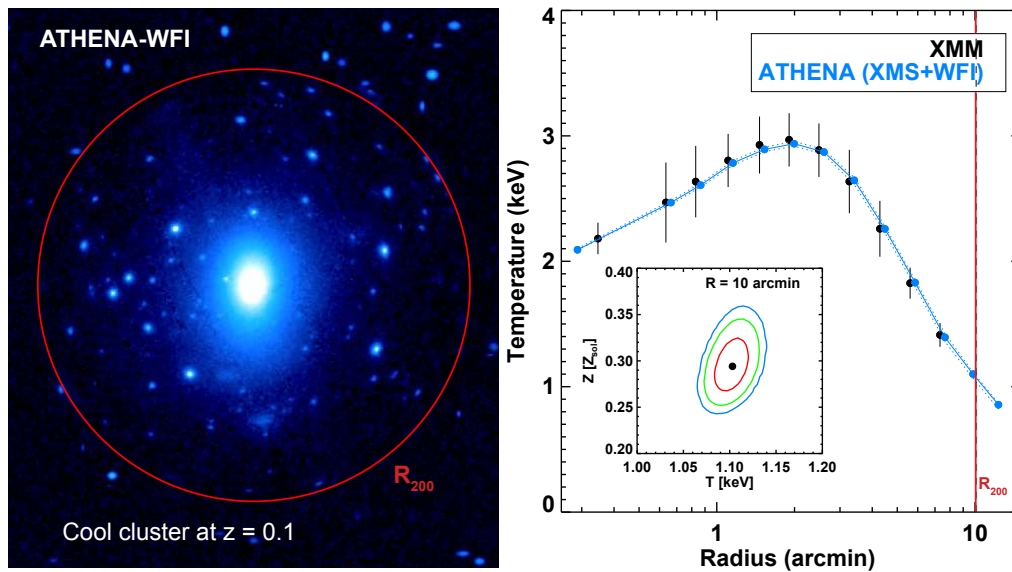 ATHENA-WFI
R200
Cool cluster at z = 0.1
XMM
ATHENA (XMS+WFI)
Temperature (keV)
4
3
2
1
0
1
10
Radius (arcmin)
R200
R = 10 arcmin
Z [Zsol]
0.40
0.35
0.30
0.25
0.20
1.00
1.05
1.10
1.15
1.20
T [keV]